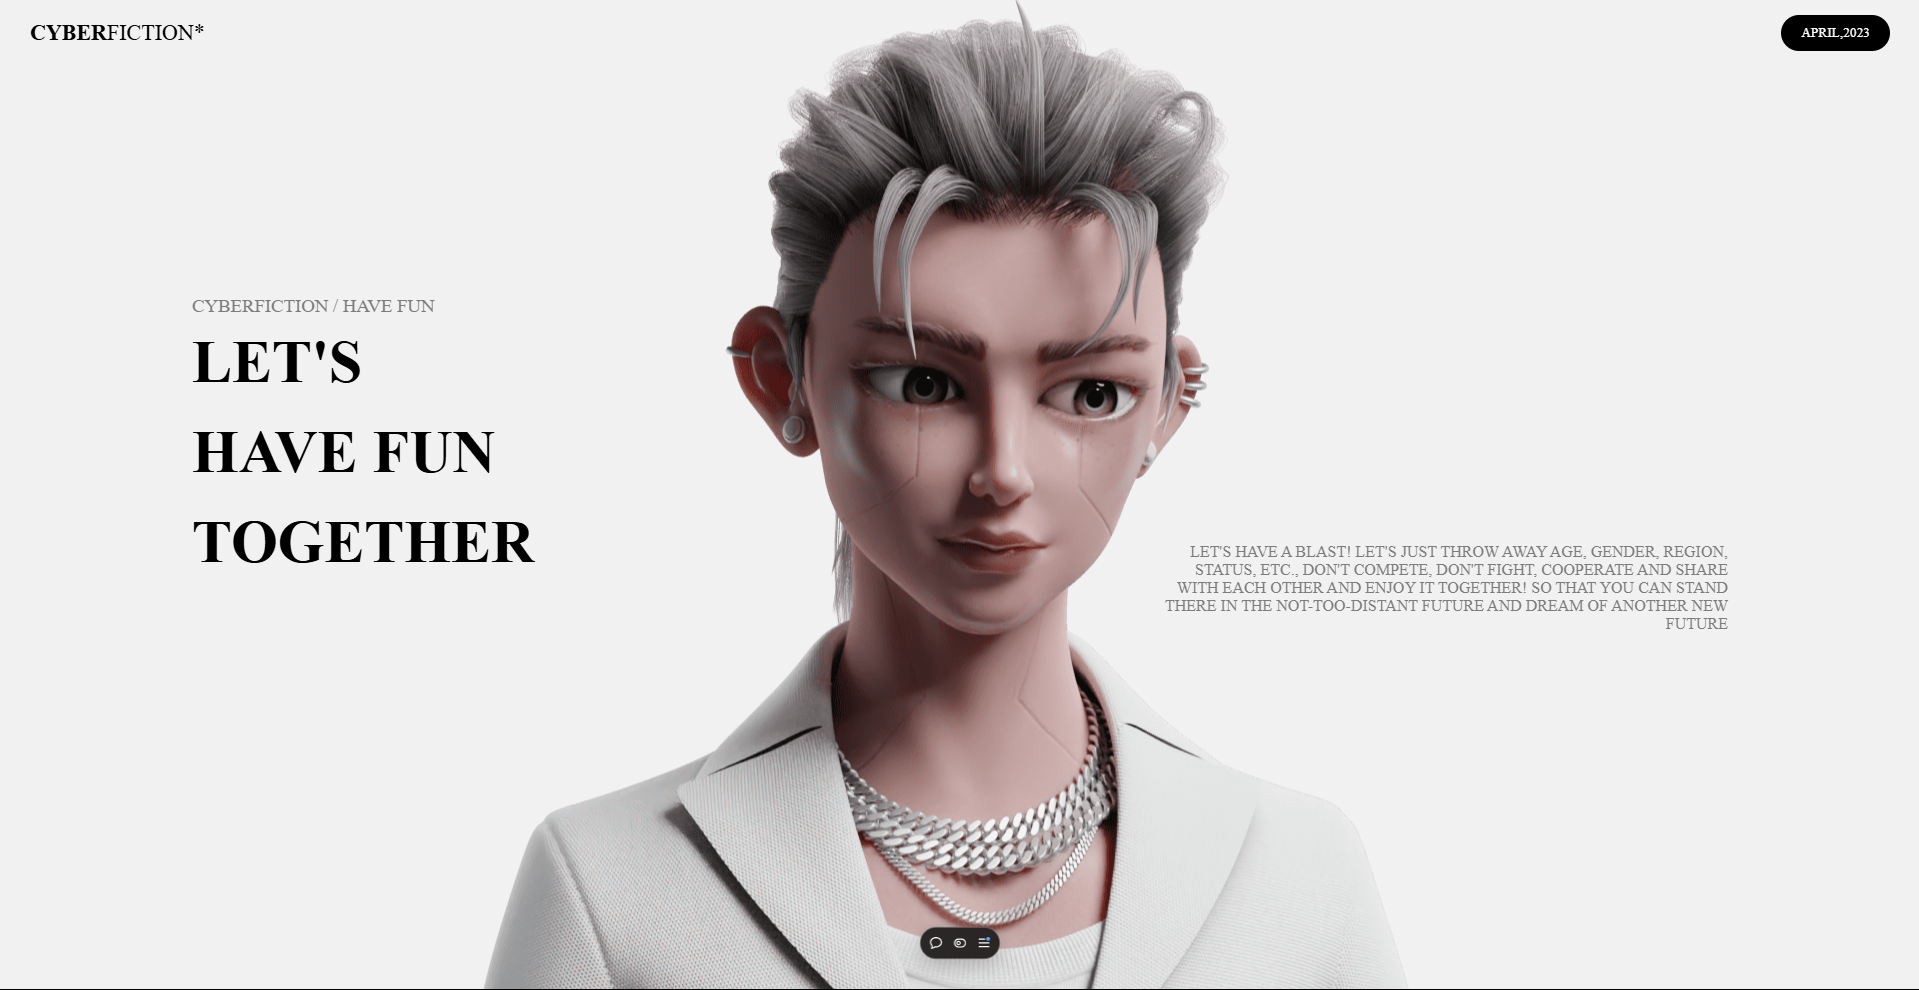 CYBERFICTION*
APRIL,2023
CYBERFICTION / HAVE FUN
LET'S
HAVE FUN
TOGETHER
LET'S HAVE A BLAST! LET'S JUST THROW AWAY AGE, GENDER, REGION,
STATUS, ETC., DON'T COMPETE, DON'T FIGHT, COOPERATE AND SHARE
WITH EACH OTHER AND ENJOY IT TOGETHER! SO THAT YOU CAN STAND
THERE IN THE NOT-TOO-DISTANT FUTURE AND DREAM OF ANOTHER NEW
FUTURE